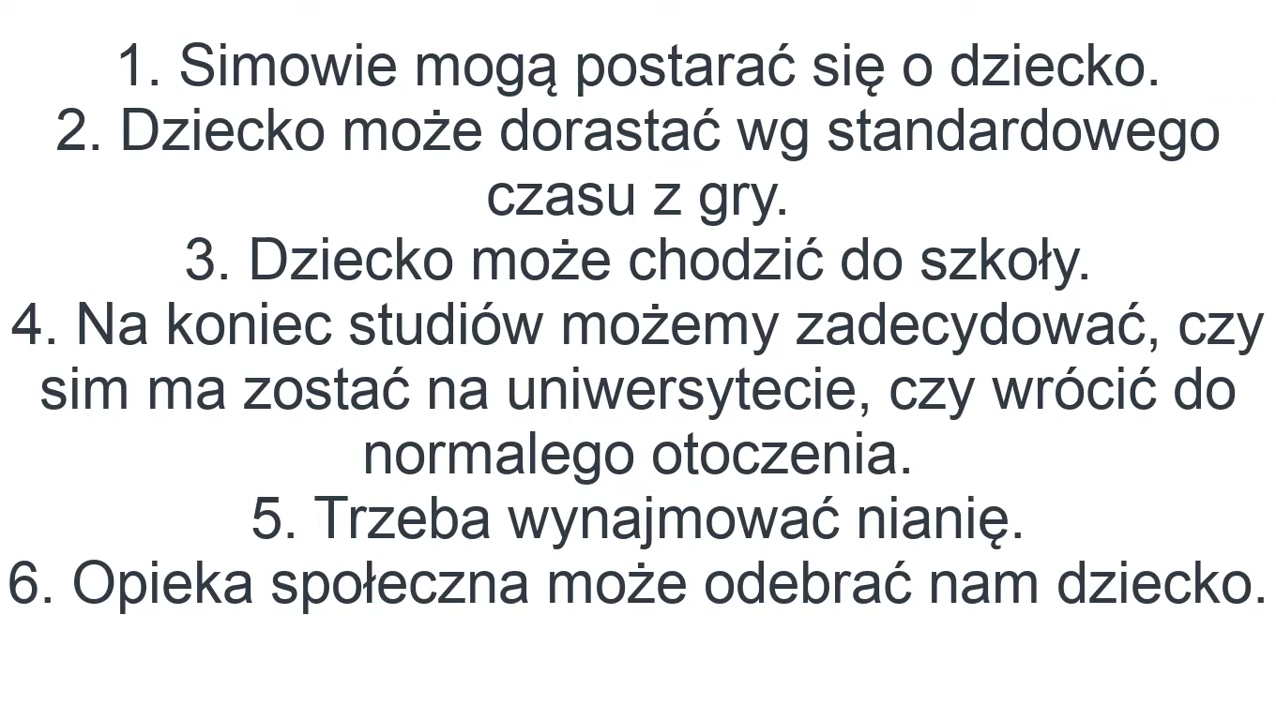 1. Simowie mogą postarać się o dziecko.
2. Dziecko może dorastać wg standardowego
czasu z gry.
3. Dziecko może chodzić do szkoły.
4. Na koniec studiów możemy zadecydować, czy
sim ma zostać na uniwersytecie, czy wrócić do
normalego otoczenia.
5. Trzeba wynajmować nianię.
6. Opieka społeczna może odebrać nam dziecko.